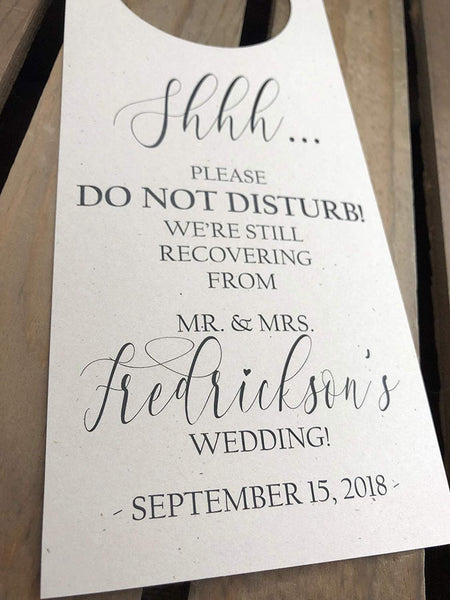 Shhh...
PLEASE
DO NOT DISTURB!
WE'RE STILL
RECOVERING
FROM
MR. & MRS.
Fredrickson's
WEDDING!
- SEPTEMBER 15, 2018 -